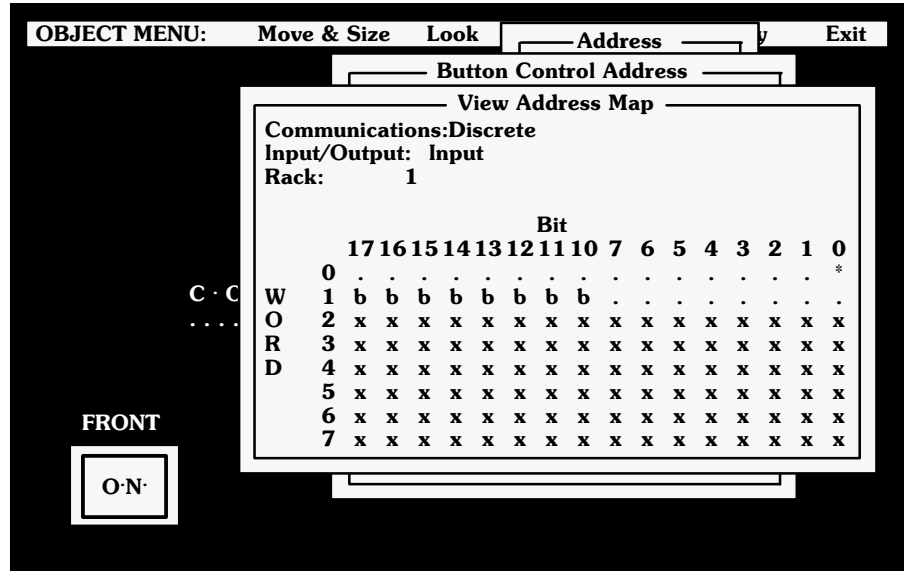 OBJECT MENU: Move & Size Look Address y Exit
Button Control Address
View Address Map
Communications:Discrete
Input/Output: Input
Rack: 1
Bit
17 16 15 14 13 12 11 10 7 6 5 4 3 2 1 0
0 . . . . . . . . . . . . . . . *
W 1 b b b b b b b b . . . . . . . .
O 2 x x x x x x x x x x x x x x x x
R 3 x x x x x x x x x x x x x x x x
D 4 x x x x x x x x x x x x x x x x
5 x x x x x x x x x x x x x x x x
6 x x x x x x x x x x x x x x x x
7 x x x x x x x x x x x x x x x x
C · C
. . . .
FRONT
O·N·